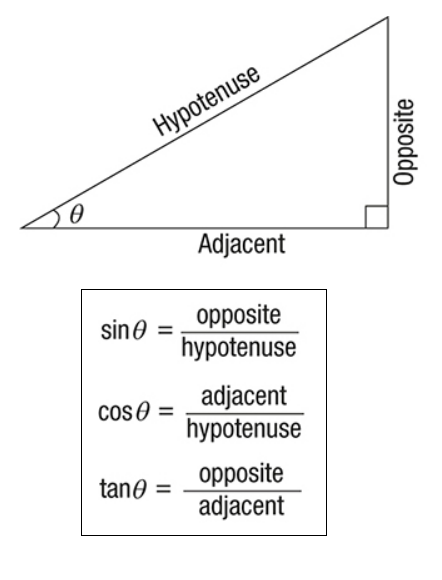 Hypotenuse
Opposite
θ
Adjacent
sinθ = opposite/hypotenuse
cosθ = adjacent/hypotenuse
tanθ = opposite/adjacent